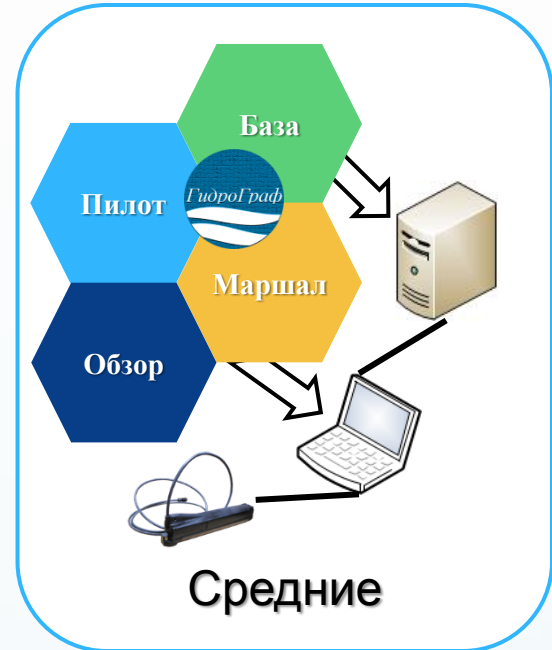 База
Пилот
ГидроГраф
Маршал
Обзор
Средние